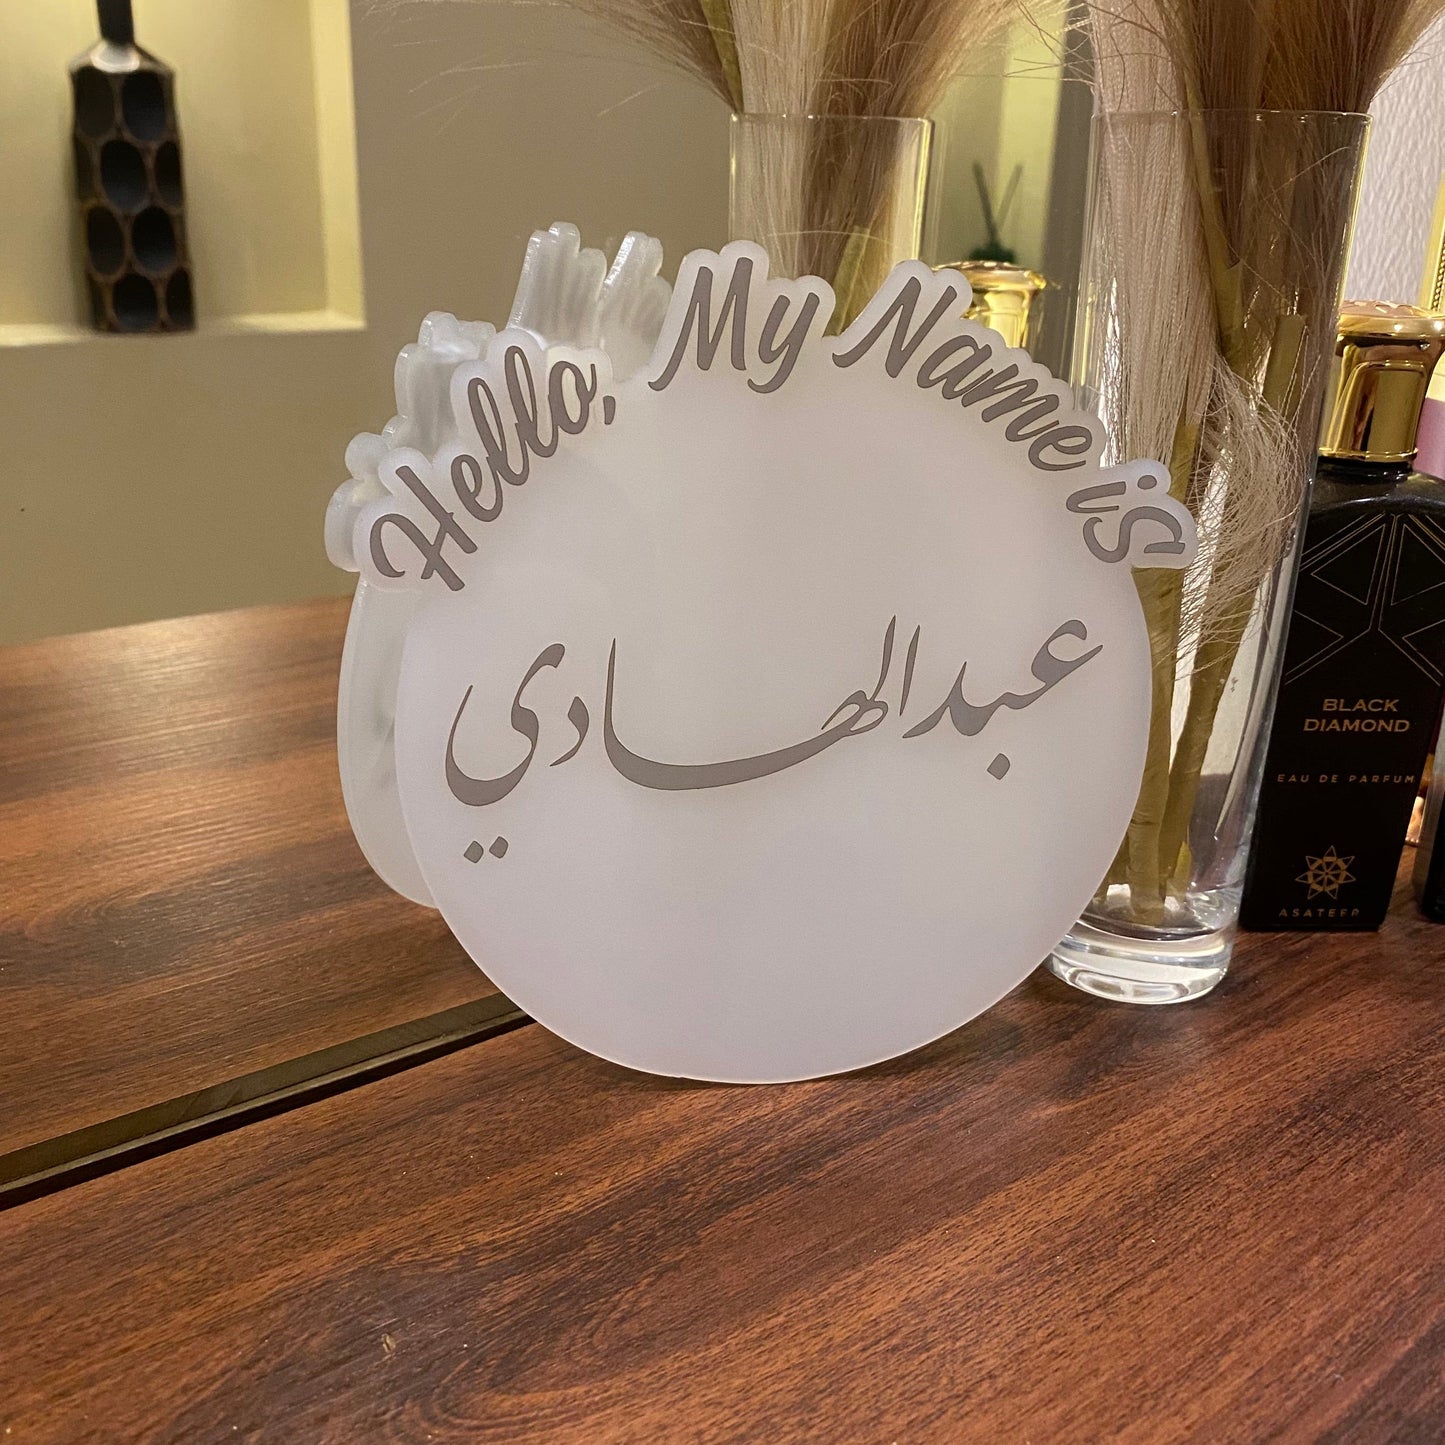 Hello, My Name is
عبدالهادي
BLACK
DIAMOND
EAU DE PARFUM
ASATEER